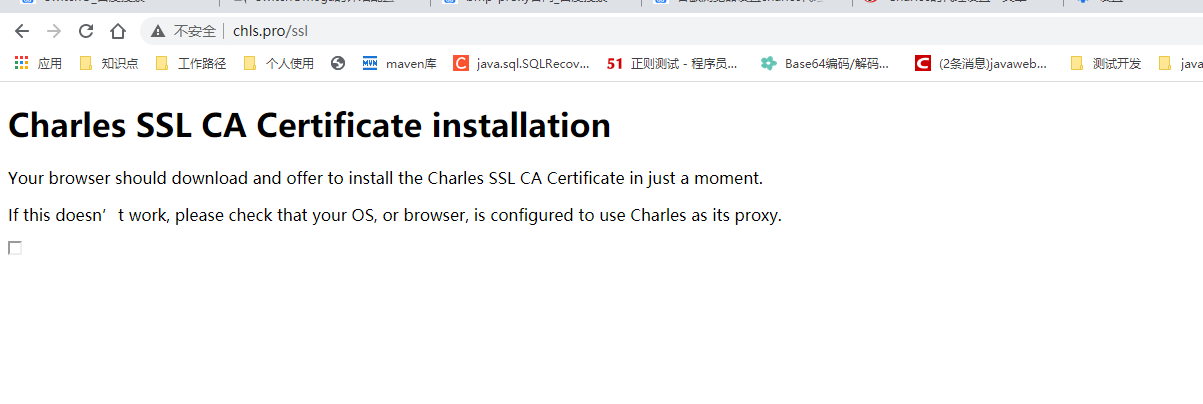 不安全 chls.pro/ssl
应用 知识点 工作路径 个人使用 maven库 java.sql.SQLRecov... 51 正则测试 - 程序员... Base64编码/解码... (2条消息)javaweb... 测试开发 java
Charles SSL CA Certificate installation
Your browser should download and offer to install the Charles SSL CA Certificate in just a moment.
If this doesn’t work, please check that your OS, or browser, is configured to use Charles as its proxy.